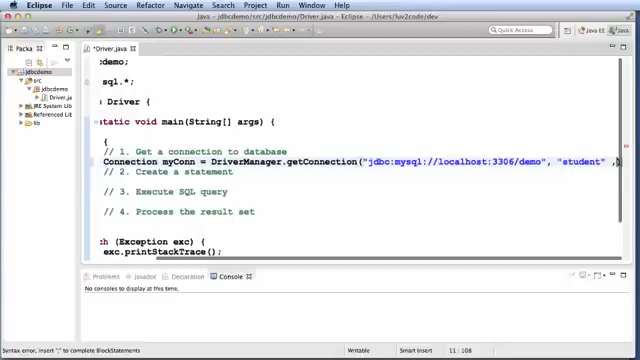 Eclipse File Edit Source Refactor Navigate Search Project Run Window Help
Java - jdbcdemo/src/jdbcdemo/Driver.java - Eclipse - /Users/luv2code/dev
Quick Access
Java EE
Java
Packa
jdbcdemo
src
jdbcdemo
Driver.ja
JRE System Lib
Referenced Lib
lib
*Driver.java
demo;
sql.*;
s Driver {
static void main(String[] args) {
{
// 1. Get a connection to database
Connection myConn = DriverManager.getConnection("jdbc:mysql://localhost:3306/demo", "student" ,
// 2. Create a statement
// 3. Execute SQL query
// 4. Process the result set
ch (Exception exc) {
exc.printStackTrace();
Problems Javadoc Declaration Console
No consoles to display at this time.
Syntax error, insert ";" to complete BlockStatements
Writable
Smart Insert
11 : 108